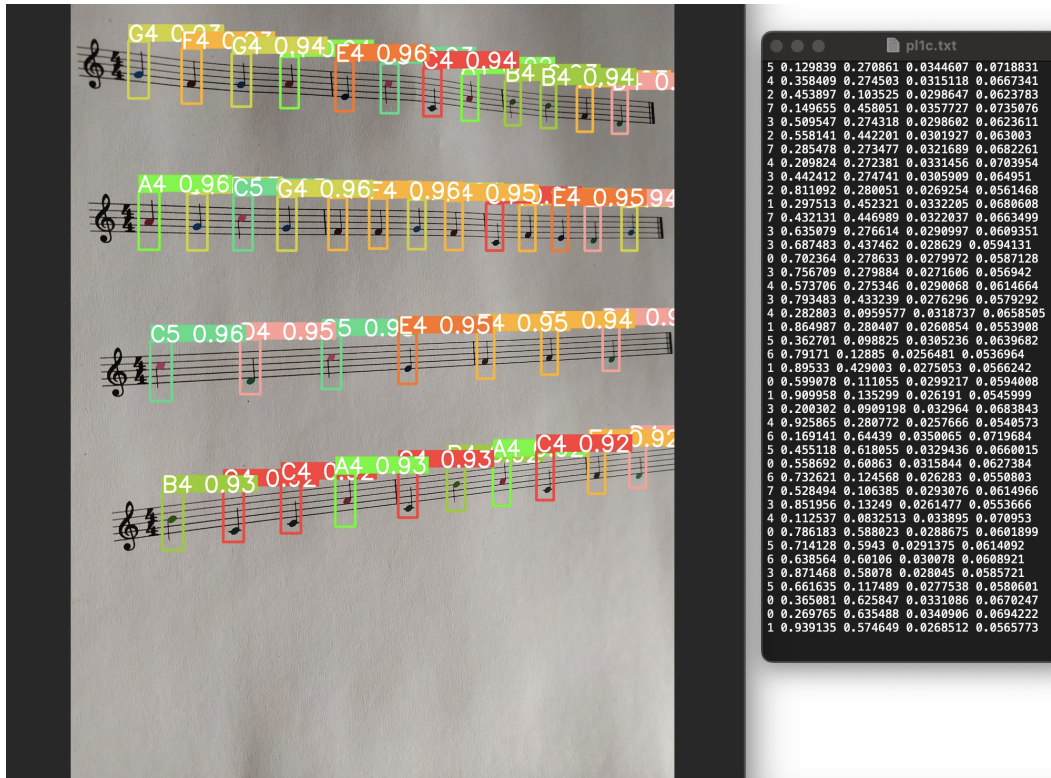 G4 F4 G4 0.94 E4 0.96 C4 0.94 B4 B4 0.94
A4 0.96 C5 G4 0.96 F4 0.96 0.95 E4 0.95
C5 0.96 D4 0.95 C5 0.9 E4 0.95 0.95 0.94
B4 0.93 C4 A4 0.93 0.93 A4 C4 0.92
pl1c.txt
5 0.129839 0.270861 0.0344607 0.0718831
4 0.358409 0.274503 0.0315118 0.0667341
2 0.453897 0.103525 0.0298647 0.0623783
7 0.149655 0.458051 0.0357727 0.0735076
3 0.509547 0.274318 0.0298602 0.0623611
2 0.558141 0.442201 0.0301927 0.063003
7 0.285478 0.273477 0.0321689 0.0682261
4 0.209824 0.272381 0.0331456 0.0703954
3 0.442412 0.274741 0.0305909 0.064951
2 0.811092 0.280051 0.0269254 0.0561468
1 0.297513 0.452321 0.0332205 0.0680608
7 0.432131 0.446989 0.0322037 0.0663499
3 0.635079 0.276614 0.0290997 0.0609351
3 0.687483 0.437462 0.028629 0.0594131
0 0.702364 0.278633 0.0279972 0.0587128
3 0.756709 0.279884 0.0271606 0.056942
4 0.573706 0.275346 0.0290068 0.0614664
3 0.793483 0.433239 0.0276296 0.0579292
4 0.282803 0.0959577 0.0318737 0.0658505
1 0.864987 0.280407 0.0260854 0.0553908
5 0.362701 0.098825 0.0305236 0.0639682
6 0.79171 0.12885 0.0256481 0.0536964
1 0.89533 0.429003 0.0275053 0.0566242
0 0.599078 0.111055 0.0299217 0.0594008
1 0.909958 0.135299 0.026191 0.0545999
3 0.200302 0.0909198 0.032964 0.0683843
4 0.925865 0.280772 0.0257666 0.0540573
6 0.169141 0.64439 0.0350065 0.0719684
5 0.455118 0.618055 0.0329436 0.0660015
0 0.558692 0.60863 0.0315844 0.0627384
6 0.732621 0.124568 0.026283 0.0550803
7 0.528494 0.106385 0.0293076 0.0614966
3 0.851956 0.13249 0.0261477 0.0553666
4 0.112537 0.0832513 0.033895 0.070953
0 0.786183 0.588023 0.0288675 0.0601899
5 0.714128 0.5943 0.0291375 0.0614092
6 0.638564 0.60106 0.030078 0.0608921
3 0.871468 0.58078 0.028045 0.0585721
5 0.661635 0.117489 0.0277538 0.0580601
0 0.365081 0.625847 0.0331086 0.0670247
0 0.269765 0.635488 0.0340906 0.0694222
1 0.939135 0.574649 0.0268512 0.0565773